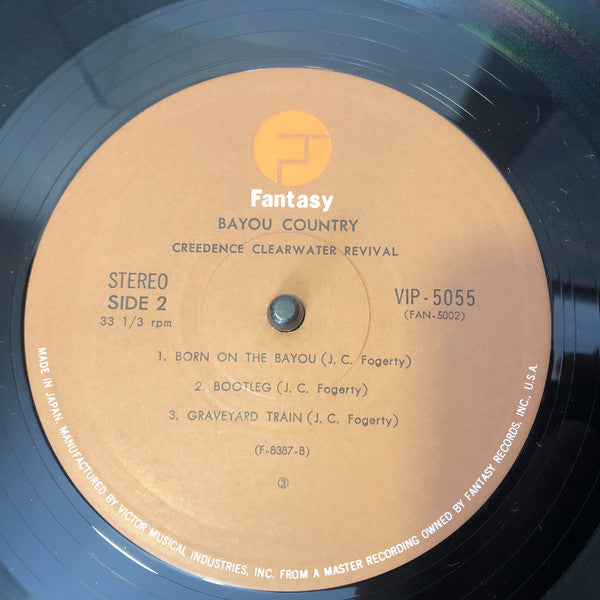 Fantasy
BAYOU COUNTRY
CREEDENCE CLEARWATER REVIVAL
STEREO
SIDE 2
33 1/3 rpm
VIP-5055
(FAN-5002)
1. BORN ON THE BAYOU (J. C. Fogerty)
2. BOOTLEG (J. C. Fogerty)
3. GRAVEYARD TRAIN (J. C. Fogerty)
(F-8387-B)
③
MADE IN JAPAN. MANUFACTURED BY VICTOR MUSICAL INDUSTRIES, INC. FROM A MASTER RECORDING OWNED BY FANTASY RECORDS, INC., U.S.A.